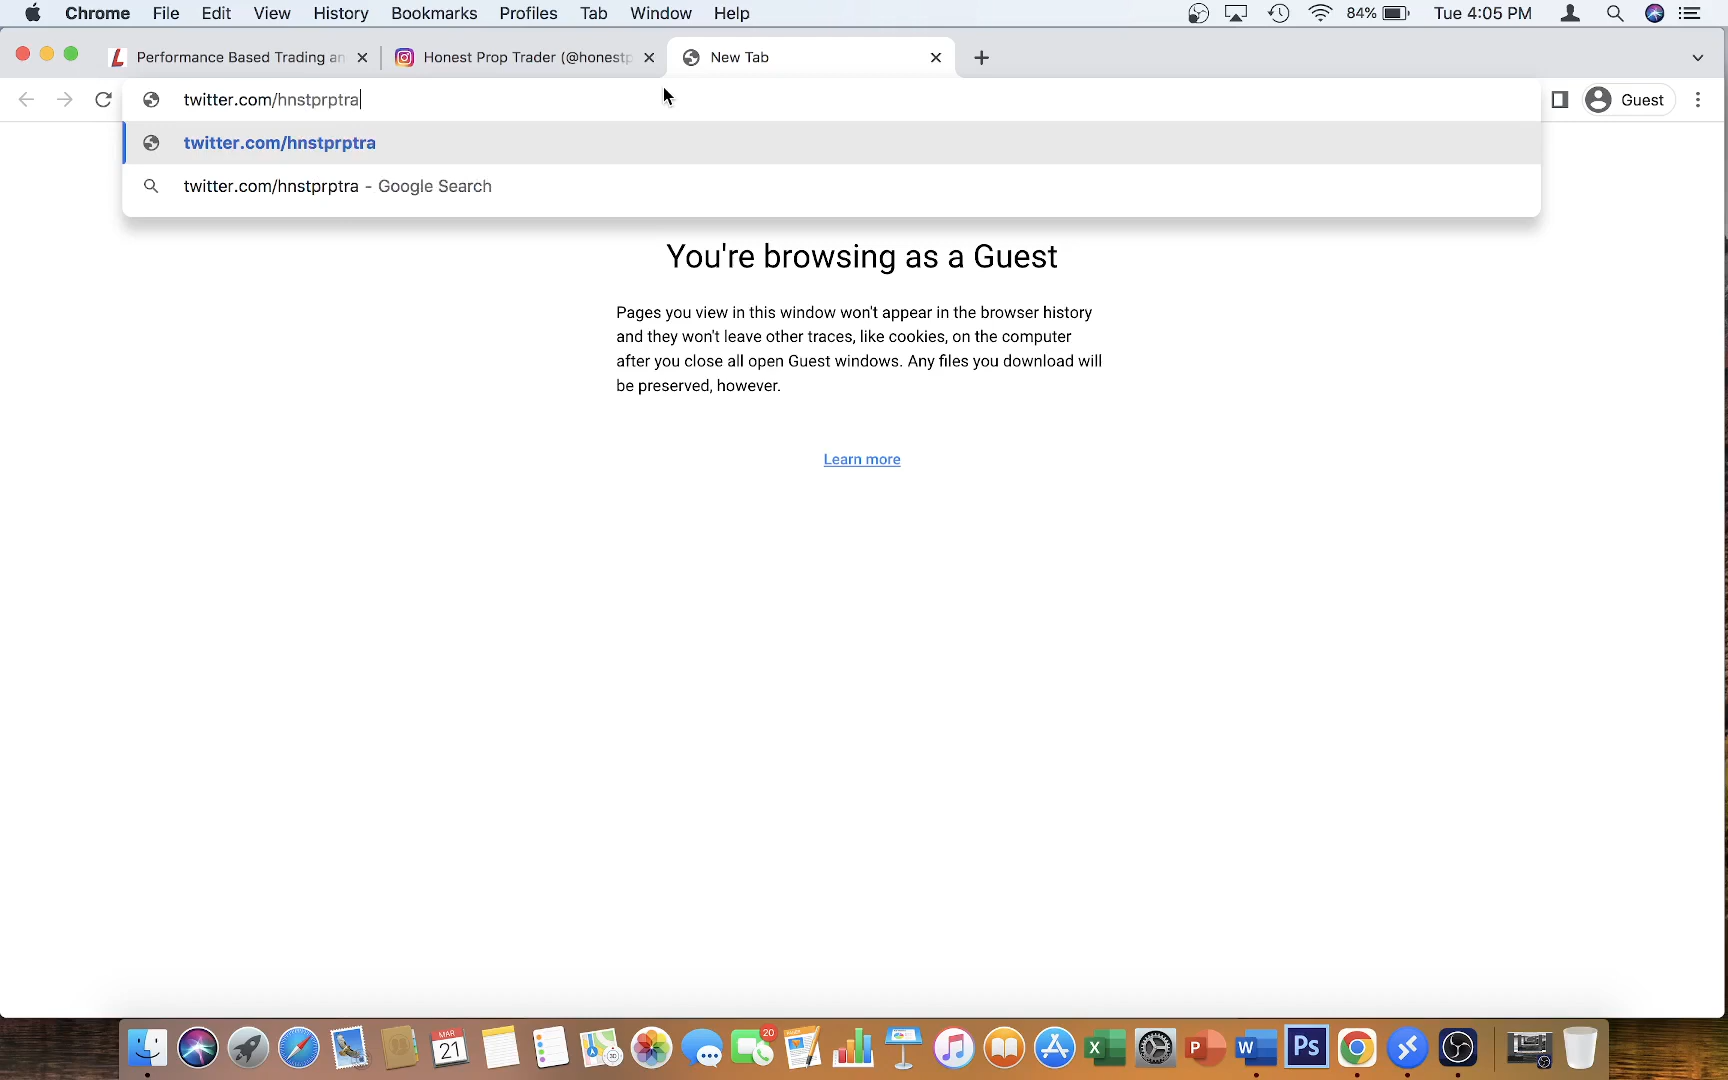 Chrome File Edit View History Bookmarks Profiles Tab Window Help 84% Tue 4:05 PM
Performance Based Trading an Honest Prop Trader (@honestp New Tab
twitter.com/hnstprptra Guest
twitter.com/hnstprptra
twitter.com/hnstprptra - Google Search
You're browsing as a Guest
Pages you view in this window won't appear in the browser history
and they won't leave other traces, like cookies, on the computer
after you close all open Guest windows. Any files you download will
be preserved, however.
Learn more
MAR
21
20
W
P
Ps